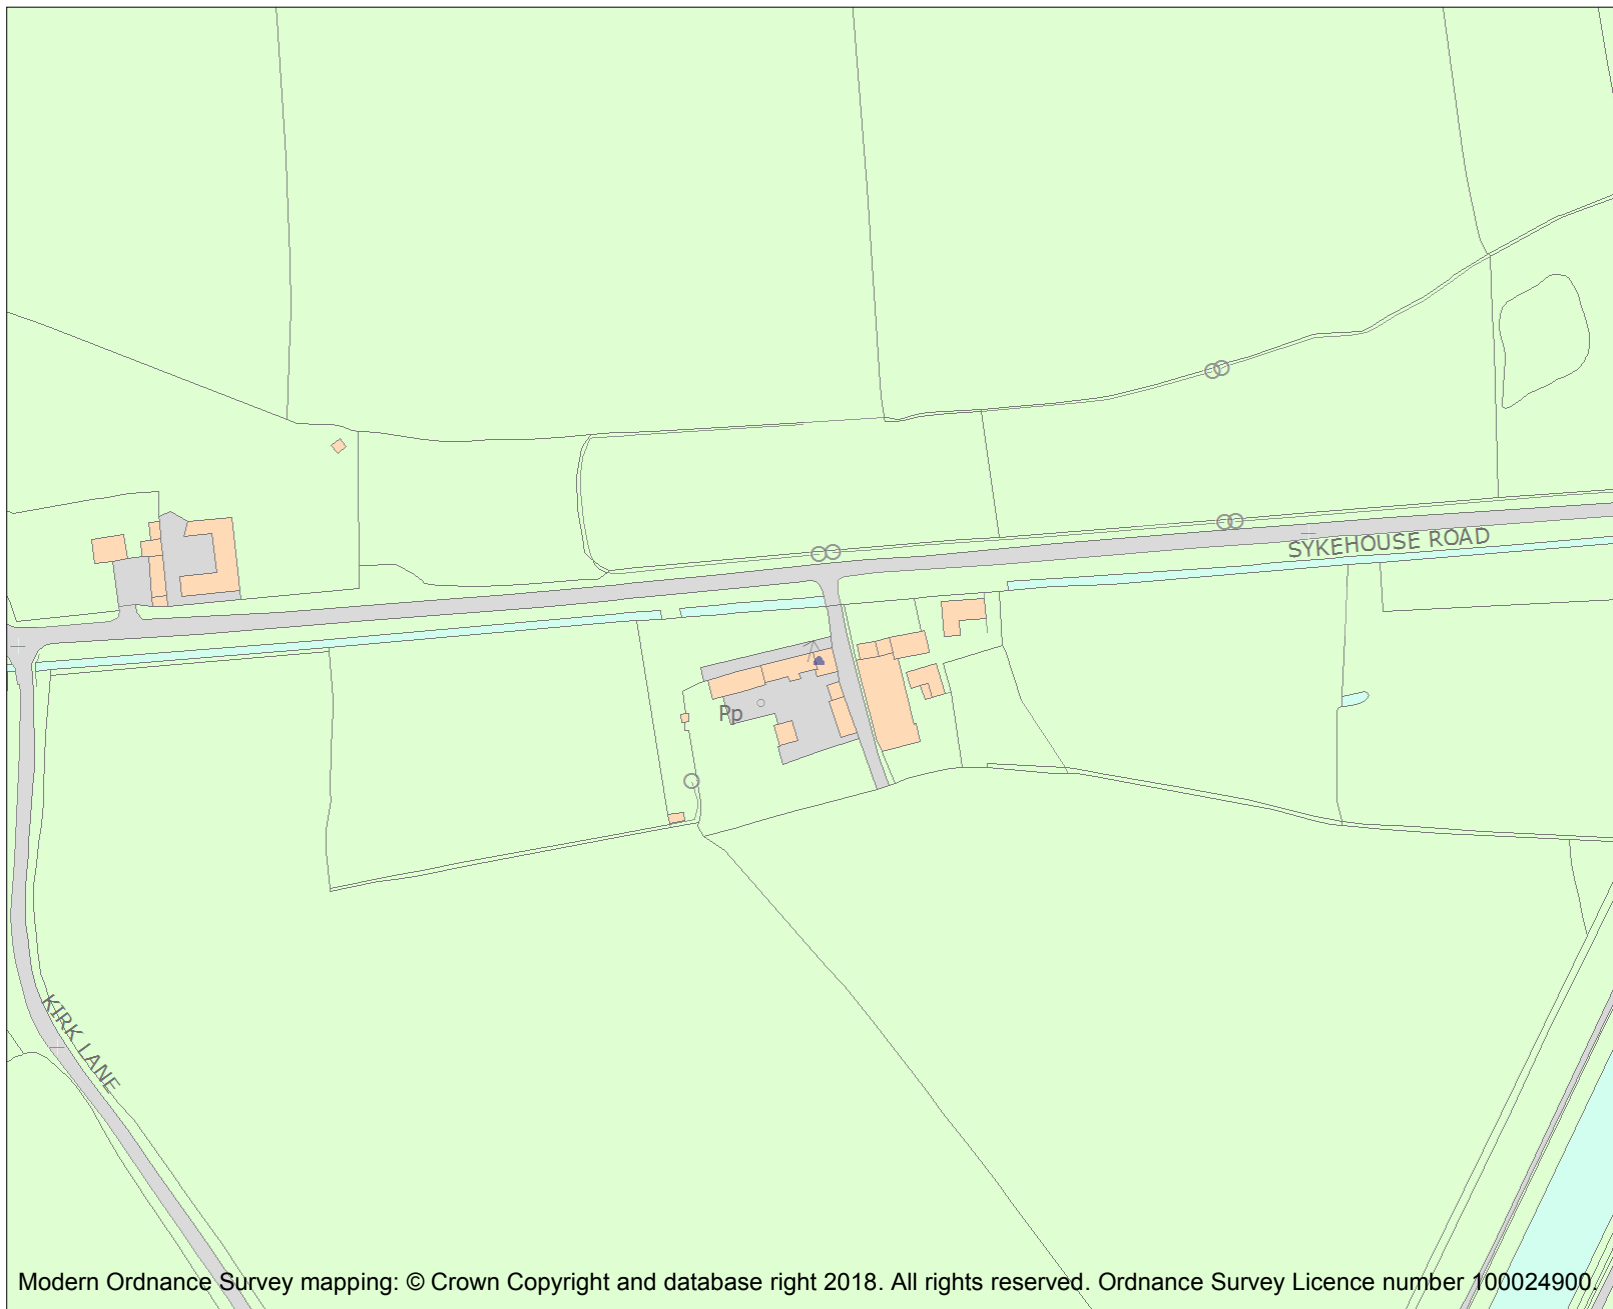 SYKEHOUSE ROAD
Pp
KIRK LANE
Modern Ordnance Survey mapping: © Crown Copyright and database right 2018. All rights reserved. Ordnance Survey Licence number 100024900.